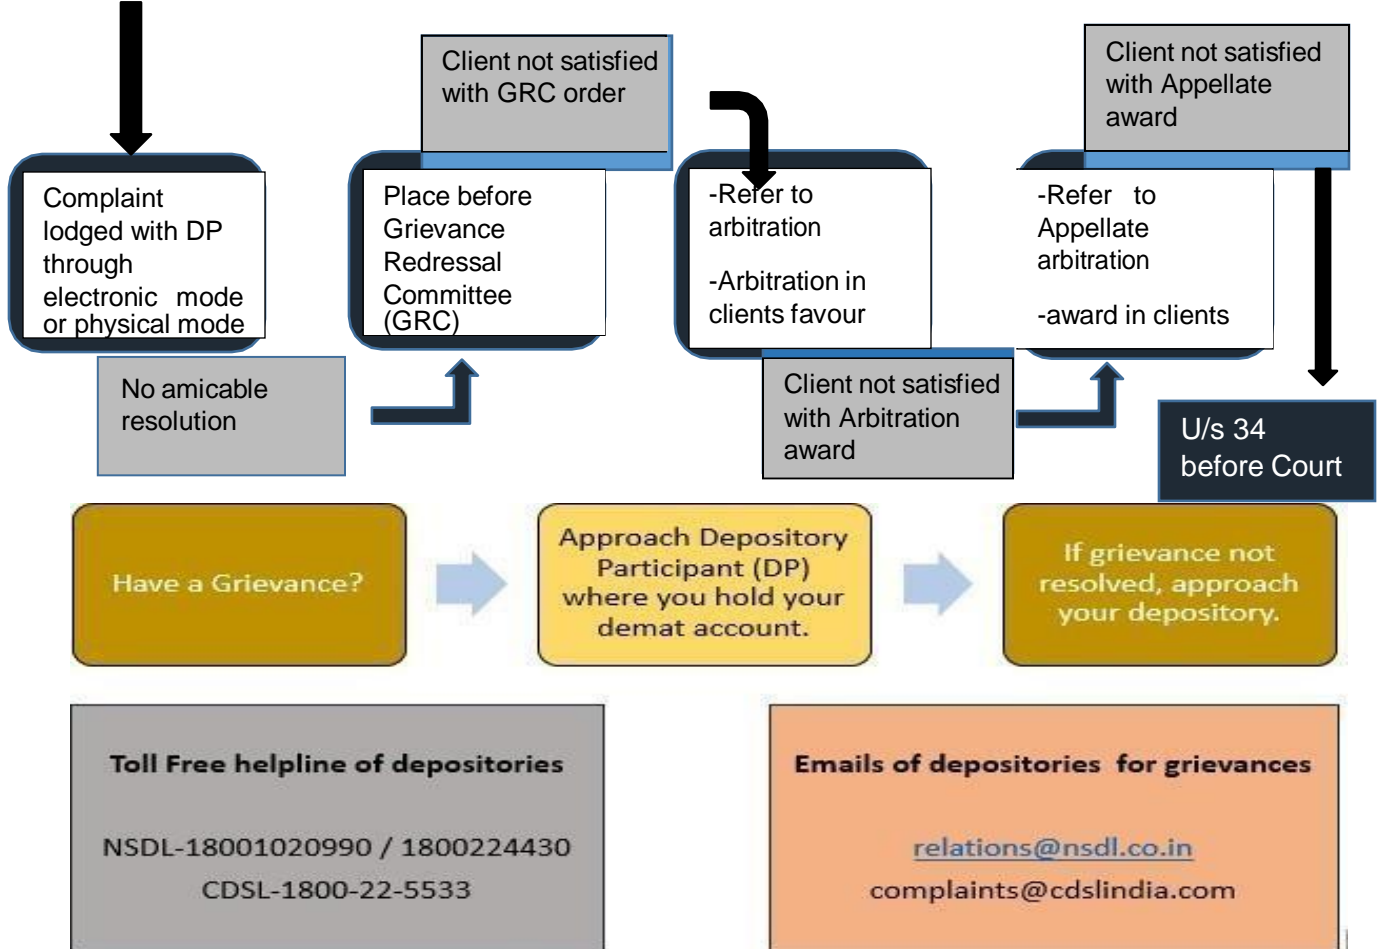 Client not satisfied
with GRC order
Client not satisfied
with Appellate
award
Complaint
lodged with DP
through
electronic mode
or physical mode
Place before
Grievance
Redressal
Committee
(GRC)
-Refer to
arbitration
-Arbitration in
clients favour
-Refer to
Appellate
arbitration
-award in clients
No amicable
resolution
Client not satisfied
with Arbitration
award
U/s 34
before Court
Have a Grievance?
Approach Depository
Participant (DP)
where you hold your
demat account.
If grievance not
resolved, approach
your depository.
Toll Free helpline of depositories
NSDL-18001020990 / 1800224430
CDSL-1800-22-5533
Emails of depositories for grievances
relations@nsdl.co.in
complaints@cdslindia.com